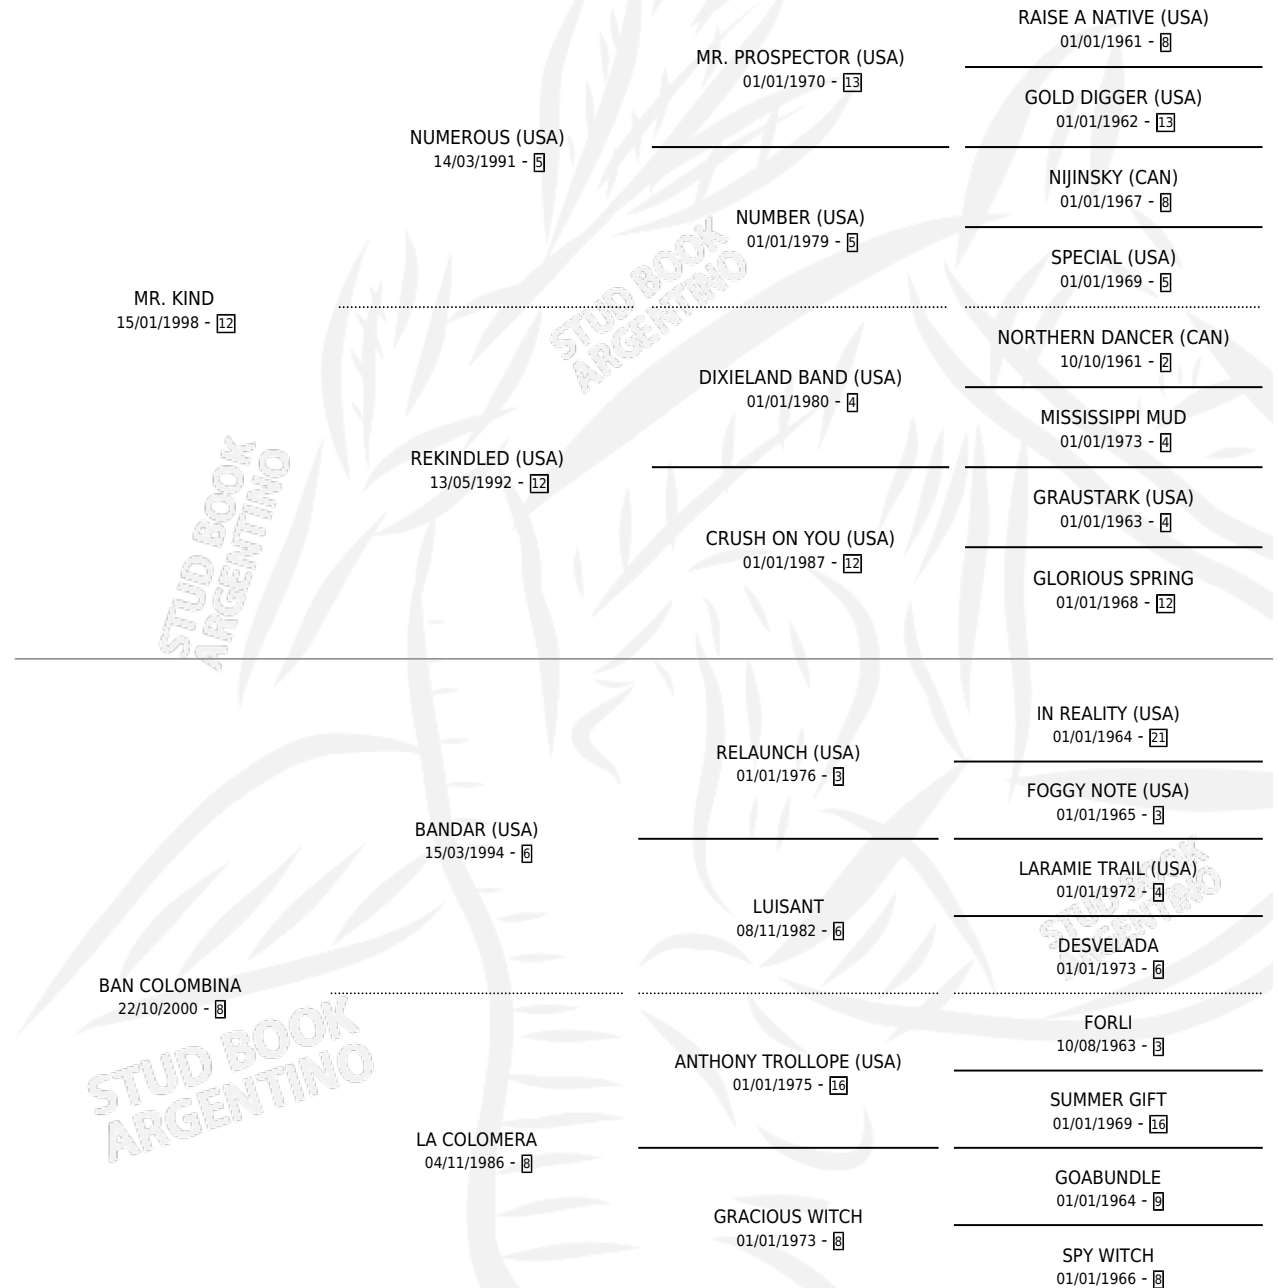 RAISE A NATIVE (USA)
01/01/1961 - 8
MR. PROSPECTOR (USA)
01/01/1970 - 13
GOLD DIGGER (USA)
01/01/1962 - 13
NUMEROUS (USA)
14/03/1991 - 5
NIJINSKY (CAN)
01/01/1967 - 8
NUMBER (USA)
01/01/1979 - 5
SPECIAL (USA)
01/01/1969 - 5
MR. KIND
15/01/1998 - 12
STUD BOOK
ARGENTINO
NORTHERN DANCER (CAN)
10/10/1961 - 2
DIXIELAND BAND (USA)
01/01/1980 - 4
MISSISSIPPI MUD
01/01/1973 - 4
REKINDLED (USA)
13/05/1992 - 12
GRAUSTARK (USA)
01/01/1963 - 4
CRUSH ON YOU (USA)
01/01/1987 - 12
GLORIOUS SPRING
01/01/1968 - 12
STUD BOOK
ARGENTINO
IN REALITY (USA)
01/01/1964 - 21
RELAUNCH (USA)
01/01/1976 - 3
FOGGY NOTE (USA)
01/01/1965 - 3
BANDAR (USA)
15/03/1994 - 6
LARAMIE TRAIL (USA)
01/01/1972 - 4
LUISANT
08/11/1982 - 6
STUD BOOK
ARGENTINO
DESVELADA
01/01/1973 - 6
BAN COLOMBINA
22/10/2000 - 8
STUD BOOK
ARGENTINO
FORLI
10/08/1963 - 3
ANTHONY TROLLOPE (USA)
01/01/1975 - 16
SUMMER GIFT
01/01/1969 - 16
LA COLOMERA
04/11/1986 - 8
GOABUNDLE
01/01/1964 - 9
GRACIOUS WITCH
01/01/1973 - 8
SPY WITCH
01/01/1966 - 8